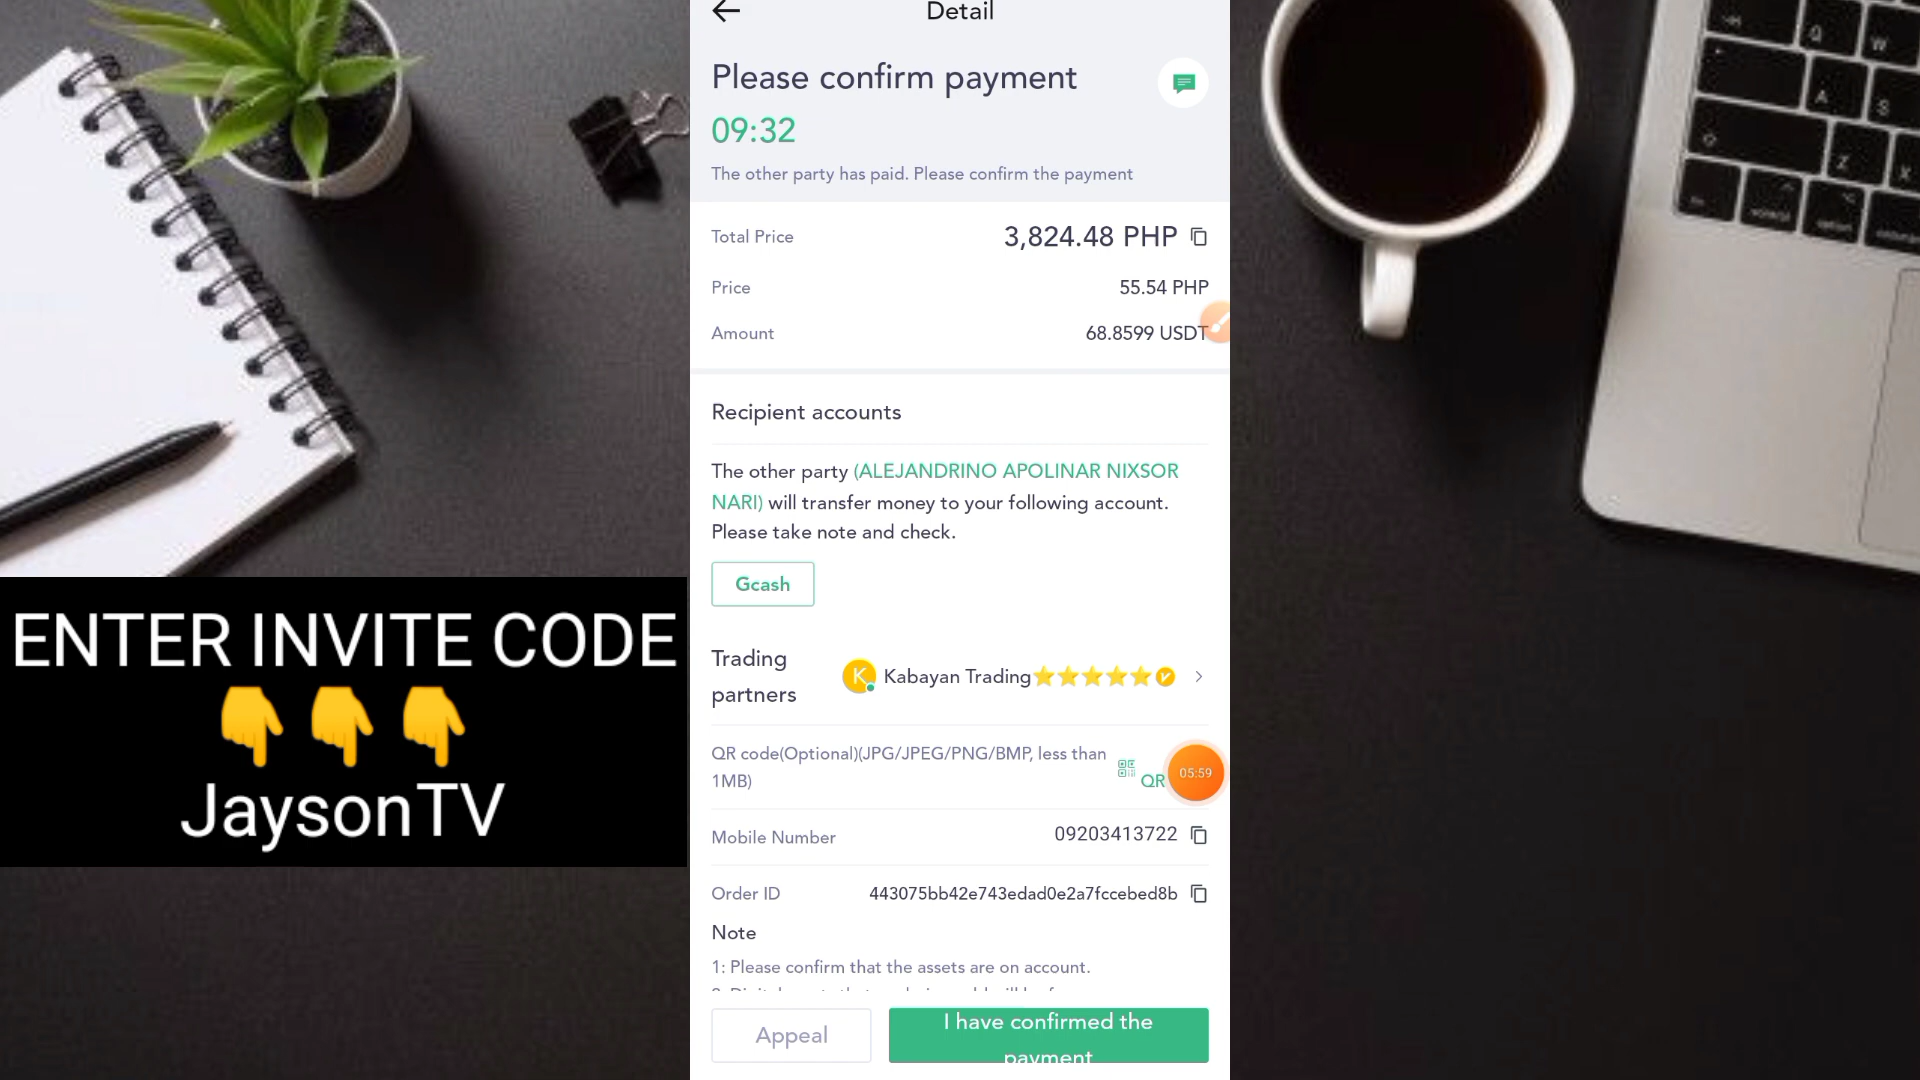 Detail
Please confirm payment
09:32
The other party has paid. Please confirm the payment
Total Price 3,824.48 PHP
Price 55.54 PHP
Amount 68.8599 USDT
Recipient accounts
The other party (ALEJANDRINO APOLINAR NIXSOR
NARI) will transfer money to your following account.
Please take note and check.
Gcash
Trading
partners
K Kabayan Trading⭐⭐⭐⭐⭐
QR code(Optional)(JPG/JPEG/PNG/BMP, less than
1MB)
QR
05:59
Mobile Number 09203413722
Order ID 443075bb42e743edad0e2a7fccebed8b
Note
1: Please confirm that the assets are on account.
Appeal
I have confirmed the
payment
ENTER INVITE CODE
👇👇👇
JaysonTV